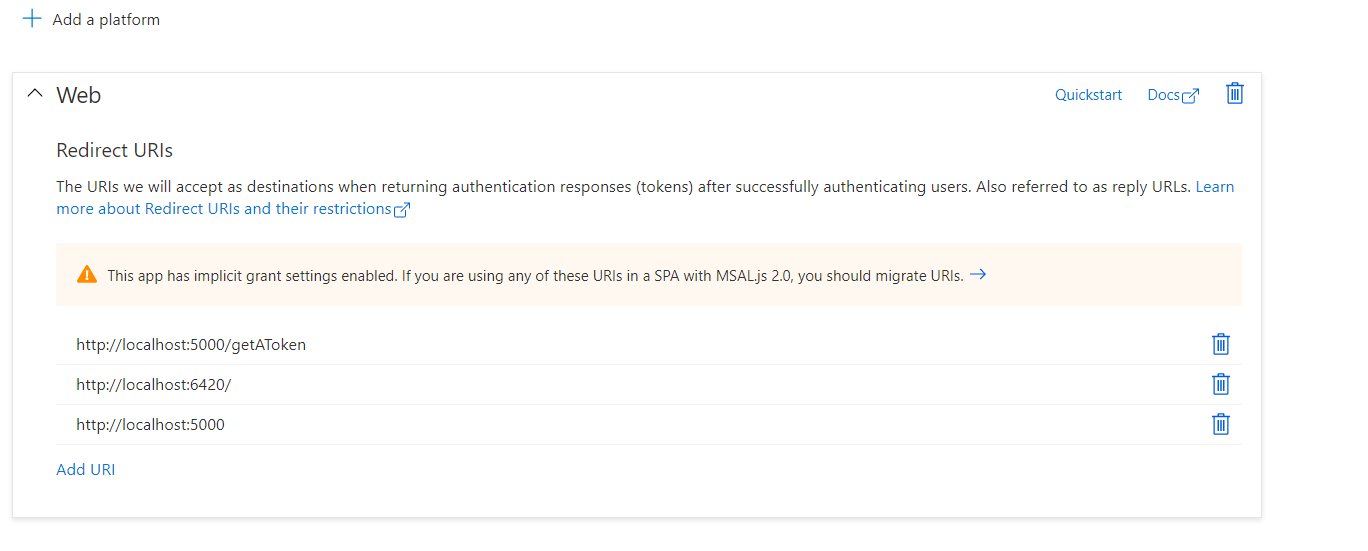 Add a platform
Web
Quickstart
Docs
Redirect URIs
The URIs we will accept as destinations when returning authentication responses (tokens) after successfully authenticating users. Also referred to as reply URLs. Learn
more about Redirect URIs and their restrictions
This app has implicit grant settings enabled. If you are using any of these URIs in a SPA with MSAL.js 2.0, you should migrate URIs.
http://localhost:5000/getAToken
http://localhost:6420/
http://localhost:5000
Add URI